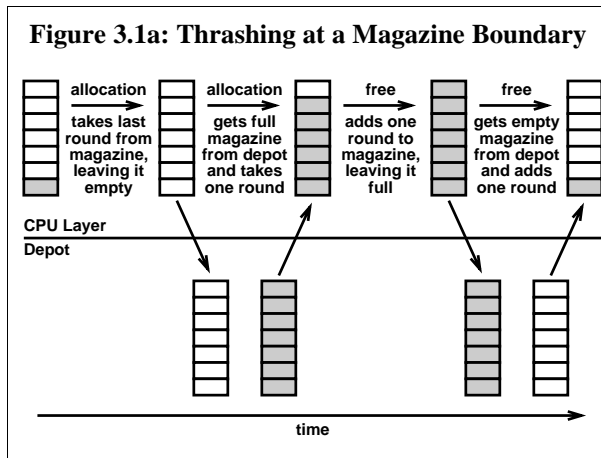 Figure 3.1a: Thrashing at a Magazine Boundary
allocation
takes last
round from
magazine,
leaving it
empty
allocation
gets full
magazine
from depot
and takes
one round
free
adds one
round to
magazine,
leaving it
full
free
gets empty
magazine
from depot
and adds
one round
CPU Layer
Depot
time